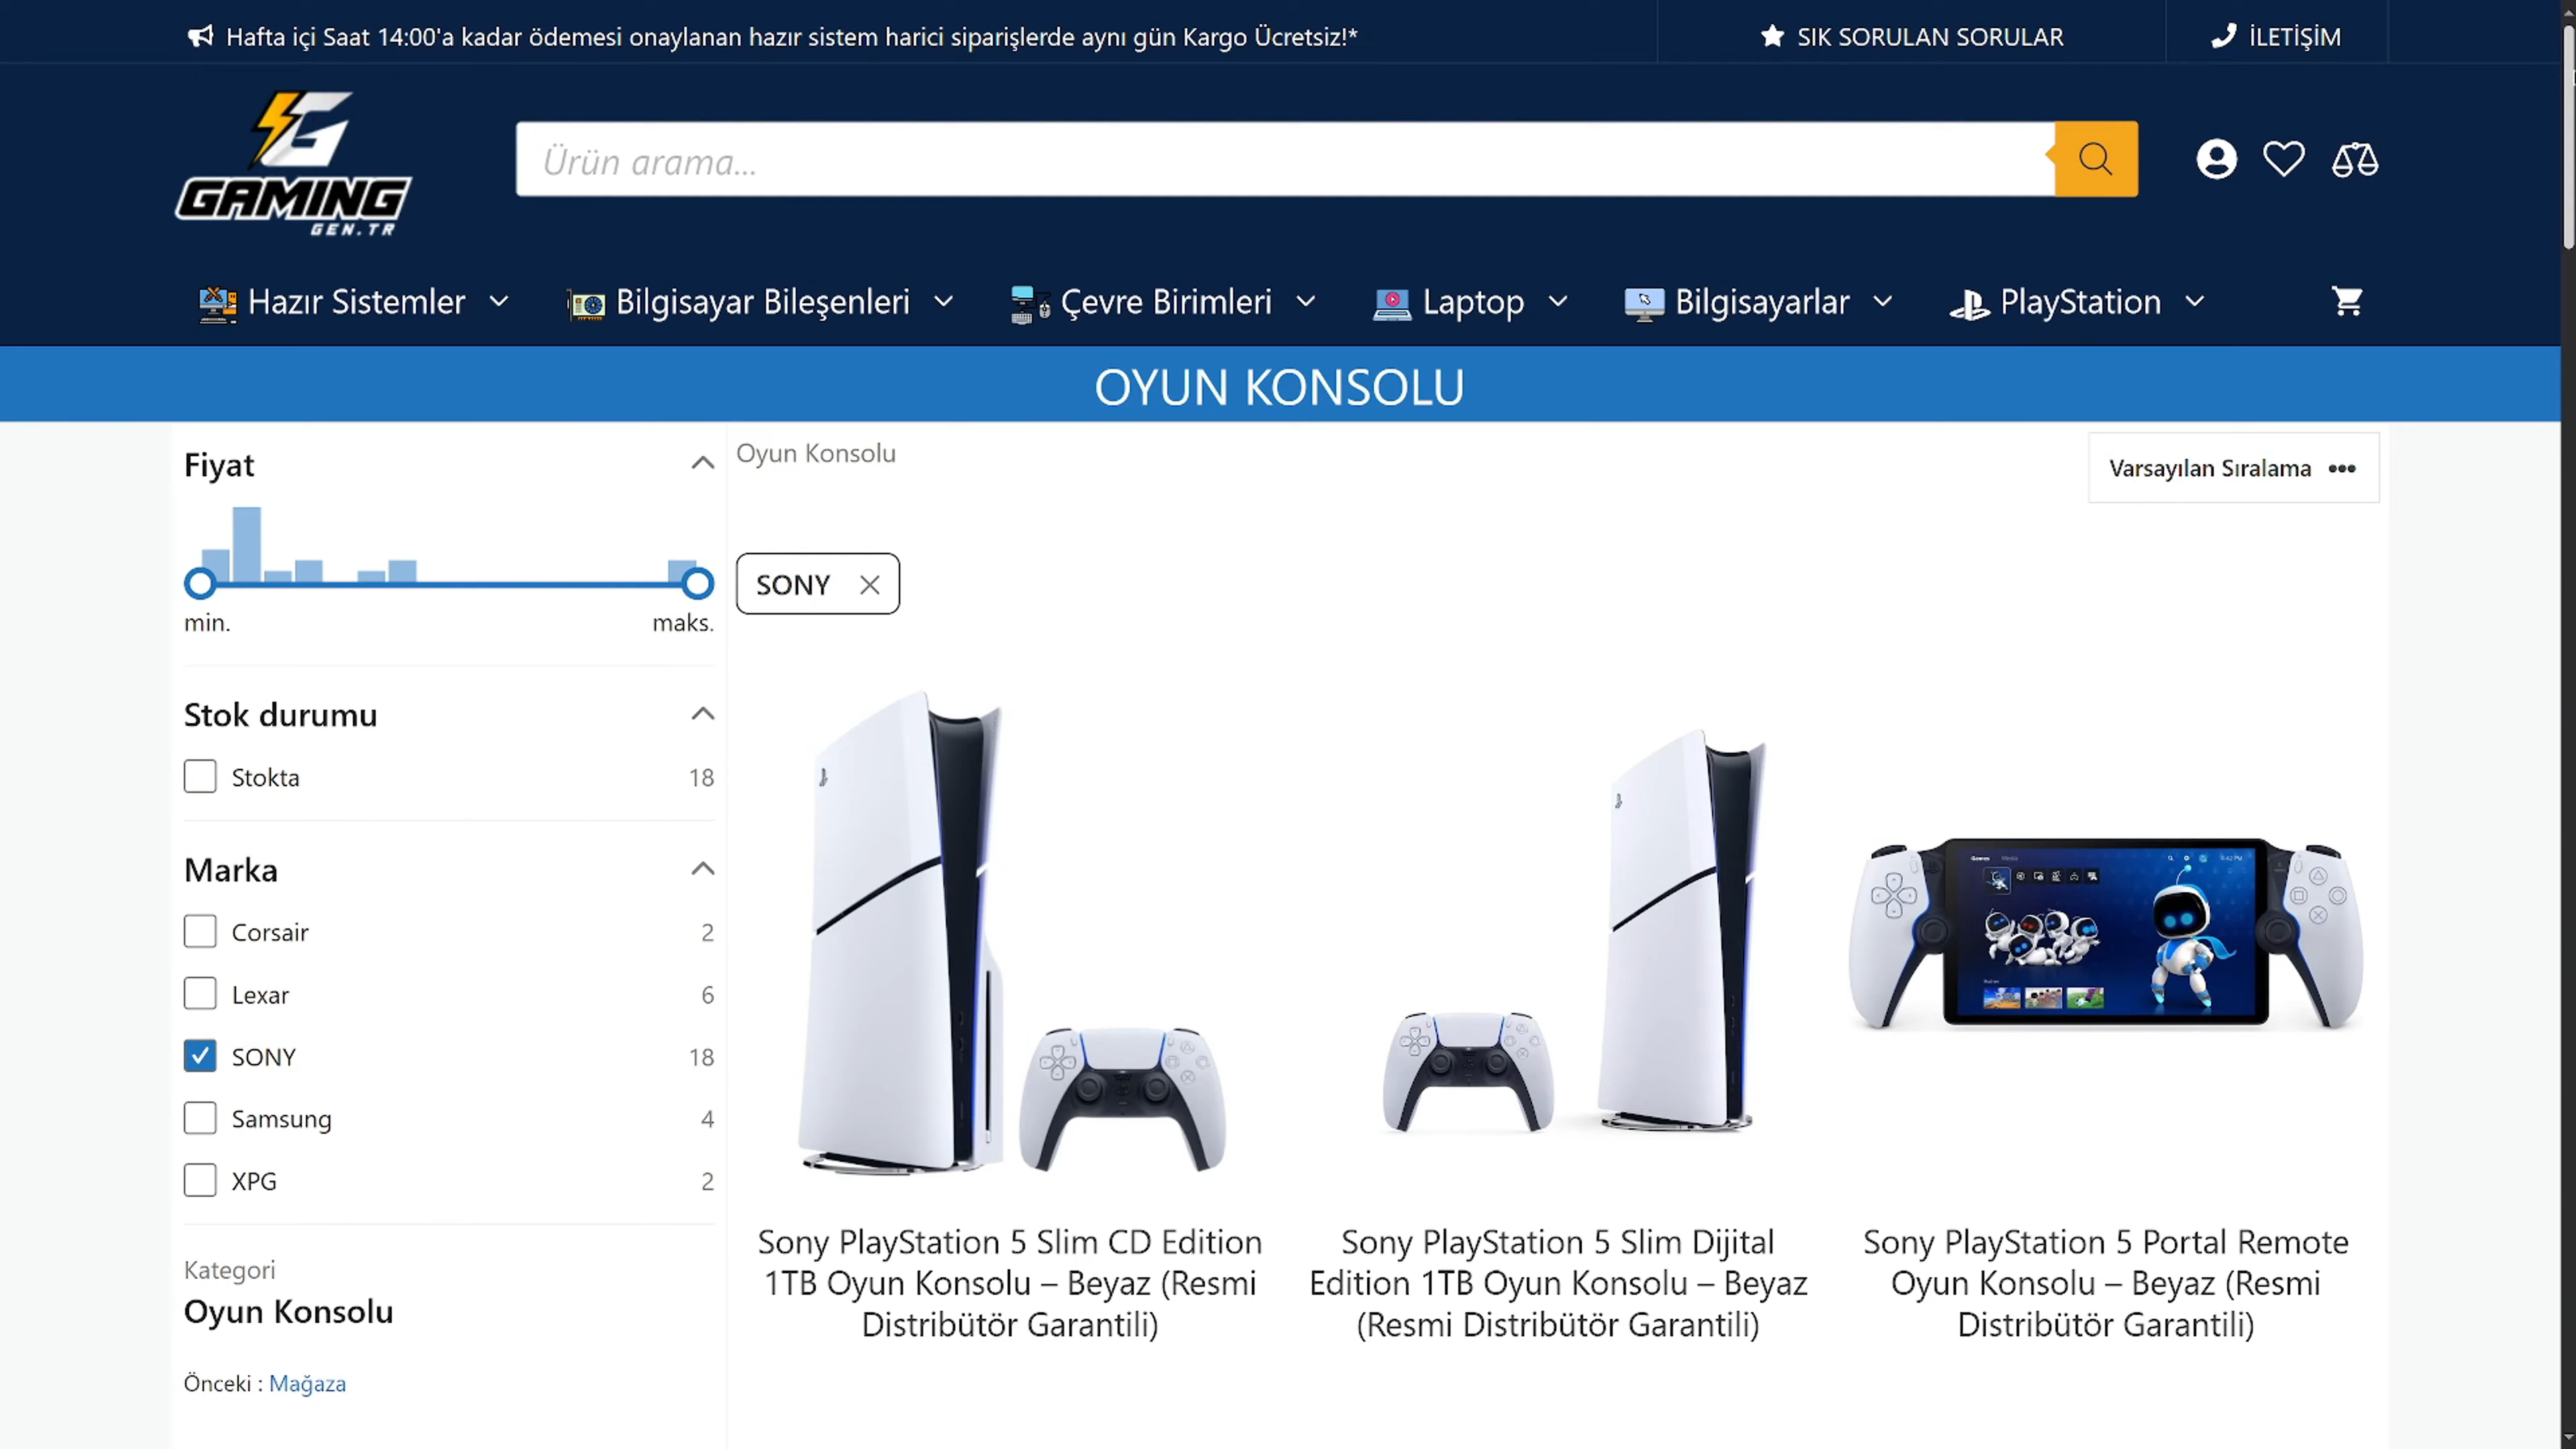 Hafta içi Saat 14:00'a kadar ödemesi onaylanan hazır sistem harici siparişlerde aynı gün Kargo Ücretsiz!*
SIK SORULAN SORULAR
İLETİŞİM
G
GAMING
GEN.TR
Ürün arama...
Hazır Sistemler
Bilgisayar Bileşenleri
Çevre Birimleri
Laptop
Bilgisayarlar
PlayStation
OYUN KONSOLU
Fiyat
min.
maks.
Stok durumu
Stokta 18
Marka
Corsair 2
Lexar 6
SONY 18
Samsung 4
XPG 2
Kategori
Oyun Konsolu
Önceki : Mağaza
Oyun Konsolu
Varsayılan Sıralama
SONY
Sony PlayStation 5 Slim CD Edition
1TB Oyun Konsolu – Beyaz (Resmi
Distribütör Garantili)
Sony PlayStation 5 Slim Dijital
Edition 1TB Oyun Konsolu – Beyaz
(Resmi Distribütör Garantili)
Games
Sony PlayStation 5 Portal Remote
Oyun Konsolu – Beyaz (Resmi
Distribütör Garantili)